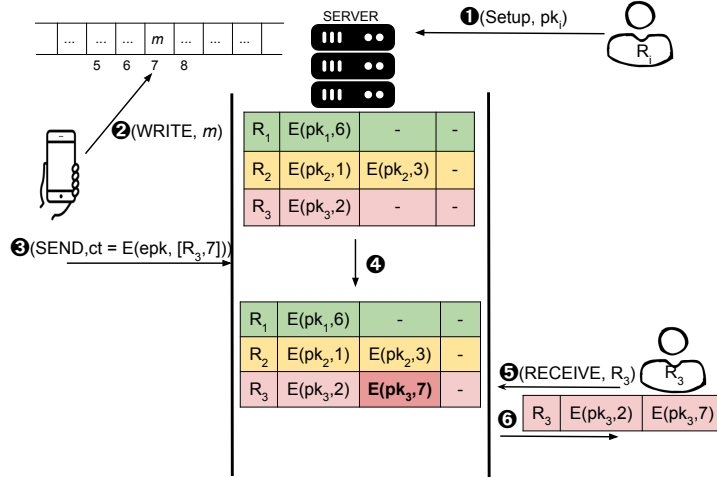 SERVER
❶(Setup, pkᵢ)
Rᵢ
... ... m ... ... ...
5 6 7 8
❷(WRITE, m)
R₁ E(pk₁,6) - -
R₂ E(pk₂,1) E(pk₂,3) -
R₃ E(pk₃,2) - -
❸(SEND,ct = E(epk, [R₃,7]))
❹
R₁ E(pk₁,6) - -
R₂ E(pk₂,1) E(pk₂,3) -
R₃ E(pk₃,2) E(pk₃,7) -
❺(RECEIVE, R₃)
R₃
❻
R₃ E(pk₃,2) E(pk₃,7)